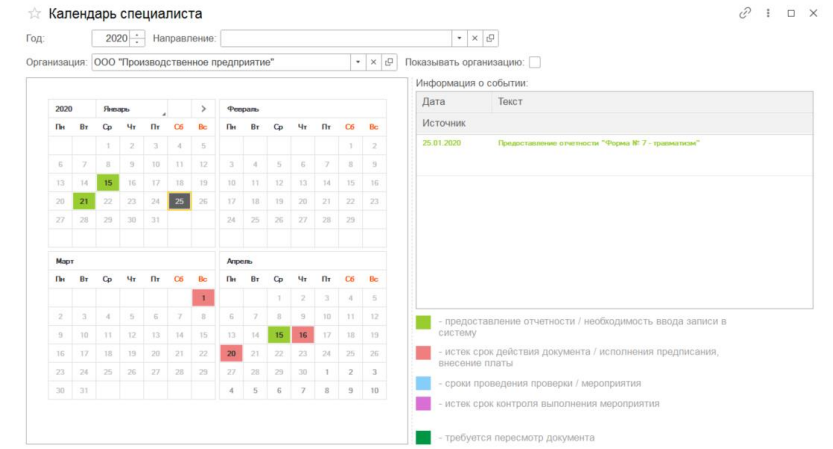 Календарь специалиста
Год: 2020 Направление:
Организация: ООО "Производственное предприятие" Показывать организацию:
Информация о событии:
Дата Текст
Источник
25.01.2020 Предоставление отчетности "Форма № 7 - травматизм"
2020 Январь > Февраль
Пн Вт Ср Чт Пт Сб Вс Пн Вт Ср Чт Пт Сб Вс
1 2 3 4 5 1 2
6 7 8 9 10 11 12 3 4 5 6 7 8 9
13 14 15 16 17 18 19 10 11 12 13 14 15 16
20 21 22 23 24 25 26 17 18 19 20 21 22 23
27 28 29 30 31 24 25 26 27 28 29
Март Апрель
Пн Вт Ср Чт Пт Сб Вс Пн Вт Ср Чт Пт Сб Вс
1 1 2 3 4 5
2 3 4 5 6 7 8 6 7 8 9 10 11 12
9 10 11 12 13 14 15 13 14 15 16 17 18 19
16 17 18 19 20 21 22 20 21 22 23 24 25 26
23 24 25 26 27 28 29 27 28 29 30 1 2 3
30 31 4 5 6 7 8 9 10
- предоставление отчетности / необходимость ввода записи в
систему
- истек срок действия документа / исполнения предписания,
внесение платы
- сроки проведения проверки / мероприятия
- истек срок контроля выполнения мероприятия
- требуется пересмотр документа